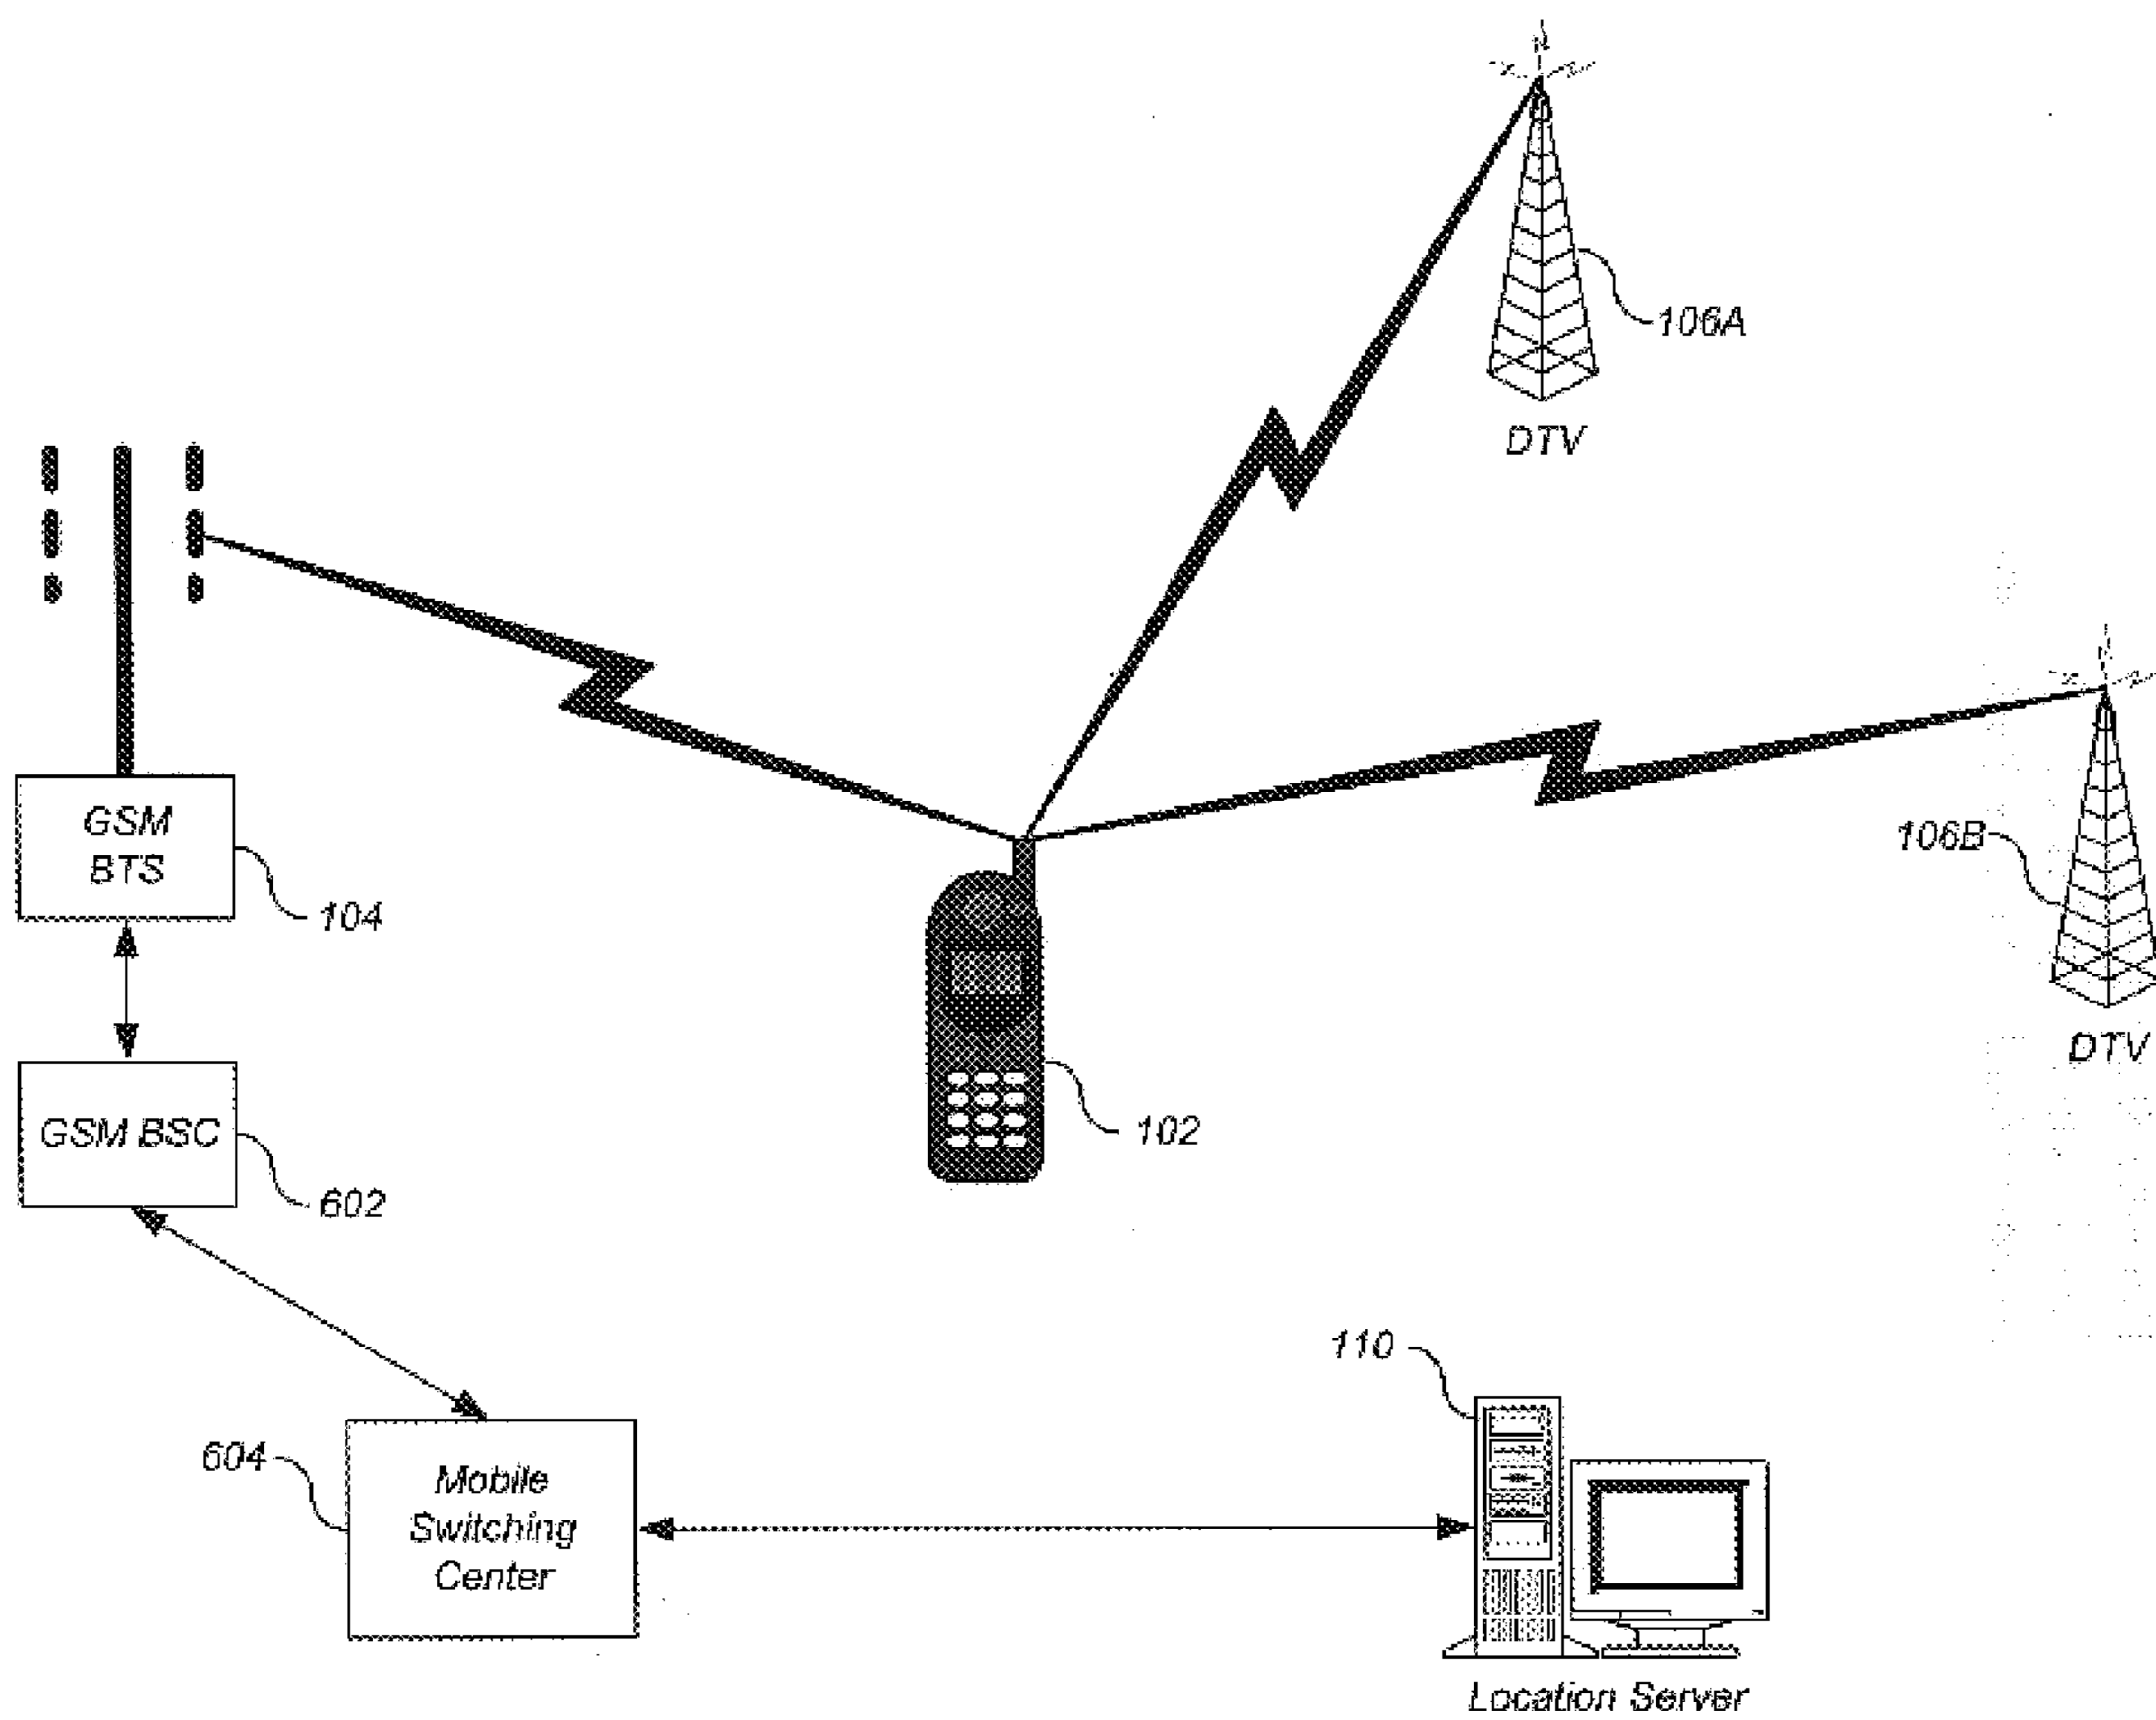 106A
DTV
GSM
BTS
104
106B
DTV
GSM BSC
602
102
110
604
Mobile
Switching
Center
Location Server